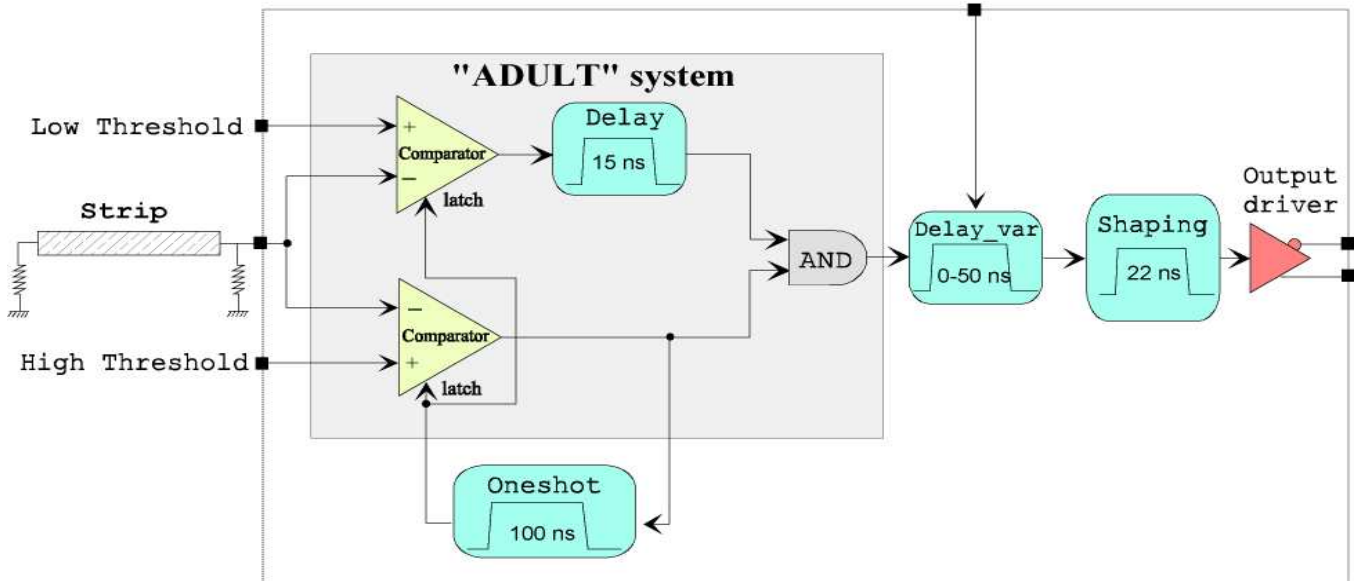 "ADULT" system
Low Threshold
+
Comparator
−
latch
Delay
15 ns
Strip
Output
driver
Delay_var
0-50 ns
Shaping
22 ns
AND
−
Comparator
+
latch
High Threshold
Oneshot
100 ns